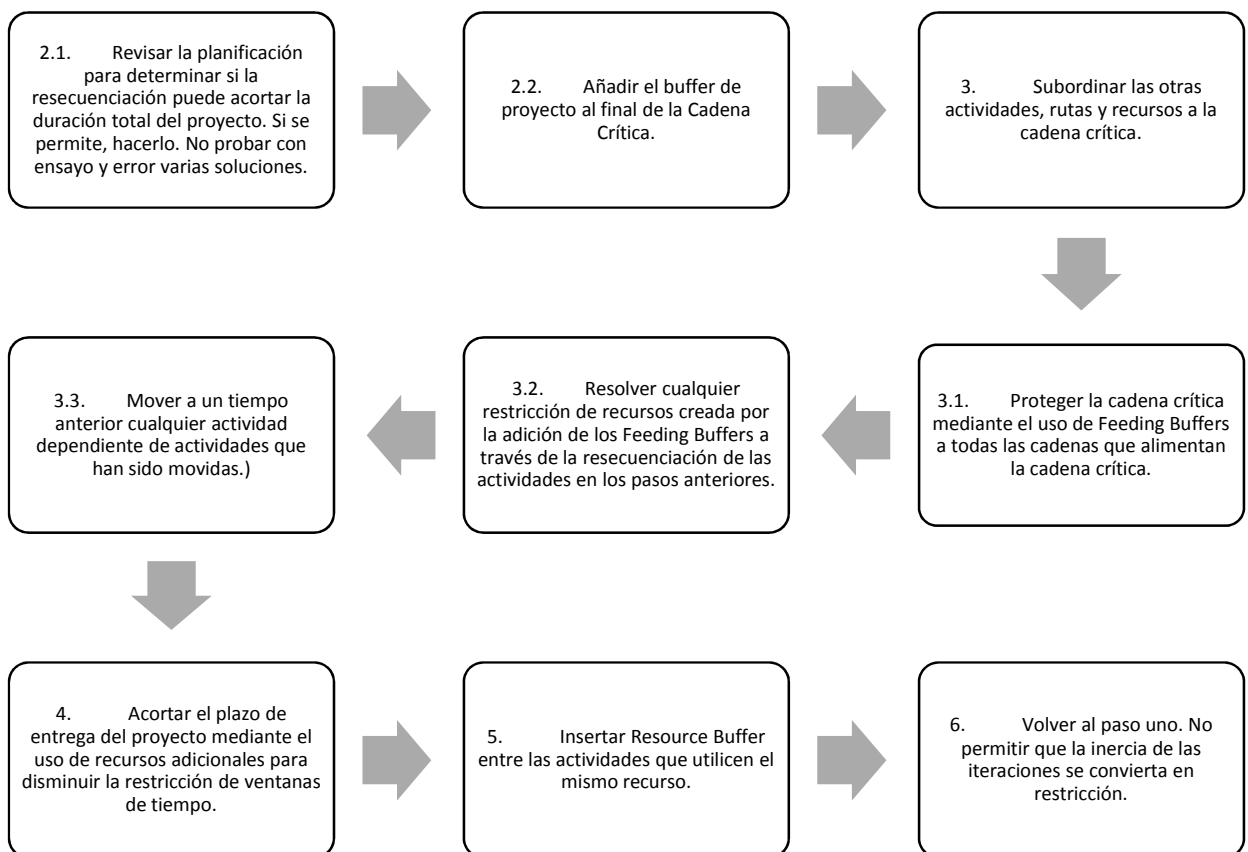 2.1. Revisar la planificación
para determinar si la
resecuenciación puede acortar la
duración total del proyecto. Si se
permite, hacerlo. No probar con
ensayo y error varias soluciones.
2.2. Añadir el buffer de
proyecto al final de la Cadena
Crítica.
3. Subordinar las otras
actividades, rutas y recursos a la
cadena crítica.
3.1. Proteger la cadena crítica
mediante el uso de Feeding Buffers
a todas las cadenas que alimentan
la cadena crítica.
3.2. Resolver cualquier
restricción de recursos creada por
la adición de los Feeding Buffers a
través de la resecuenciación de las
actividades en los pasos anteriores.
3.3. Mover a un tiempo
anterior cualquier actividad
dependiente de actividades que
han sido movidas.)
4. Acortar el plazo de
entrega del proyecto mediante el
uso de recursos adicionales para
disminuir la restricción de ventanas
de tiempo.
5. Insertar Resource Buffer
entre las actividades que utilicen el
mismo recurso.
6. Volver al paso uno. No
permitir que la inercia de las
iteraciones se convierta en
restricción.